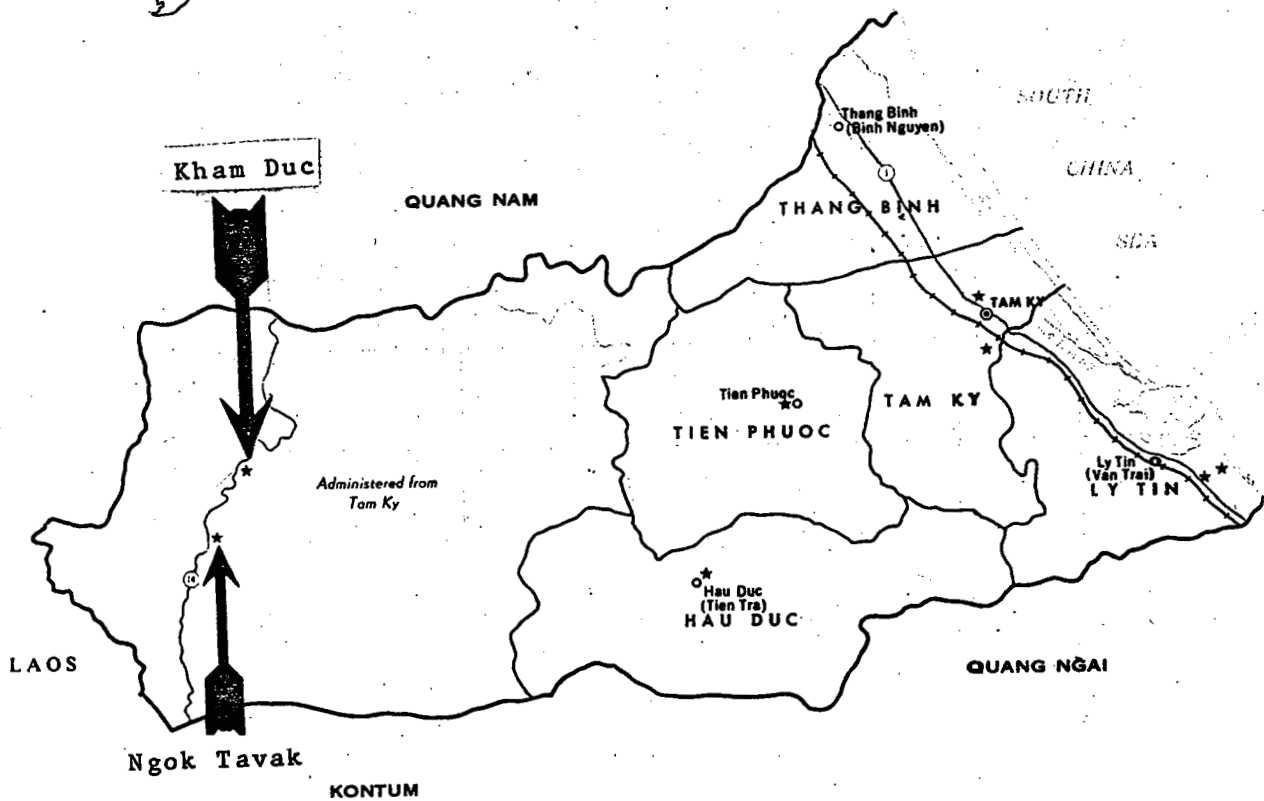 SOUTH
CHINA
SEA
Thang Binh
(Binh Nguyen)
1
Kham Duc
QUANG NAM
THANG BINH
TAM KY
Tien Phuoc
TIEN PHUOC
TAM KY
Administered from
Tam Ky
Ly Tin
(Van Trai)
LY TIN
Hau Duc
(Tien Tra)
HAU DUC
LAOS
QUANG NGAI
Ngok Tavak
KONTUM